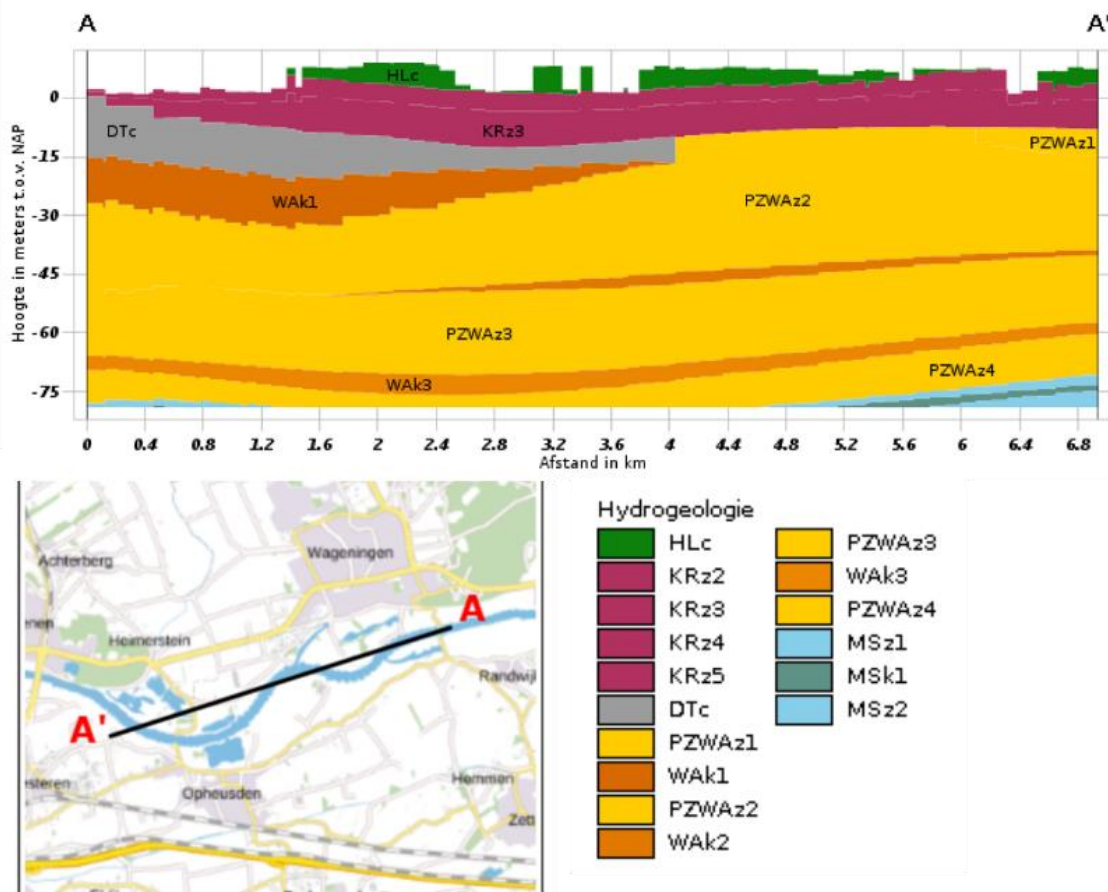 A A'
Hoogte in meters t.o.v. NAP
0
-15
-30
-45
-60
-75
HLc
DTc
KRz3
PZWAz1
WAk1
PZWAz2
PZWAz3
PZWAz4
WAk3
0 0.4 0.8 1.2 1.6 2 2.4 2.8 3.2 3.6 4 4.4 4.8 5.2 5.6 6 6.4 6.8
Afstand in km
Achterberg
Wageningen
enen
Heimerstein
A
Randwijl
A'
esteren
Opheusden
Hemmen
Zett
Hydrogeologie
HLc
KRz2
KRz3
KRz4
KRz5
DTc
PZWAz1
WAk1
PZWAz2
WAk2
PZWAz3
WAk3
PZWAz4
MSz1
MSk1
MSz2